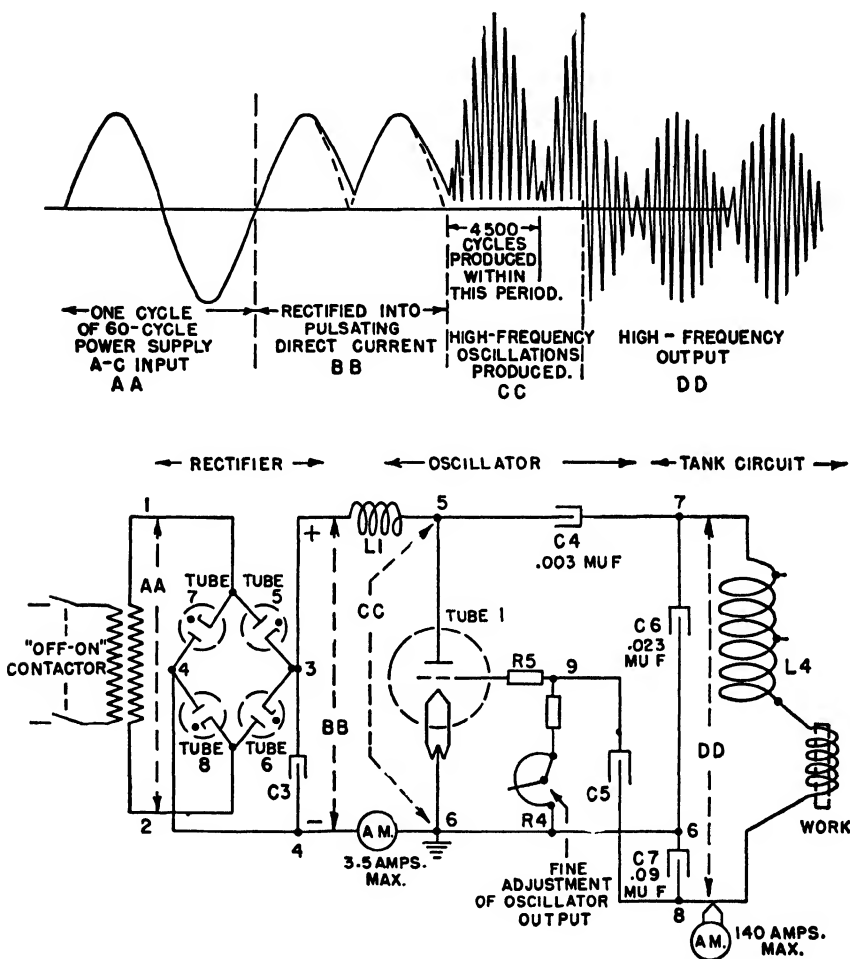 4500
CYCLES
PRODUCED
WITHIN
THIS PERIOD.
ONE CYCLE
OF 60-CYCLE
POWER SUPPLY
A-C INPUT
AA
RECTIFIED INTO
PULSATING
DIRECT CURRENT
BB
HIGH-FREQUENCY
OSCILLATIONS
PRODUCED.
CC
HIGH-FREQUENCY
OUTPUT
DD
RECTIFIER
OSCILLATOR
TANK CIRCUIT
1
AA
TUBE
7
TUBE
5
"OFF-ON"
CONTACTOR
4
3
TUBE
8
TUBE
6
2
C3
+
L1
BB
CC
−
4
A.M.
3.5 AMPS.
MAX.
5
TUBE 1
R5
9
6
R4
FINE
ADJUSTMENT
OF OSCILLATOR
OUTPUT
C4
.003 MU F
C5
7
C6
.023
MU F
DD
L4
WORK
6
C7
.09
MU F
8
A.M.
140 AMPS.
MAX.